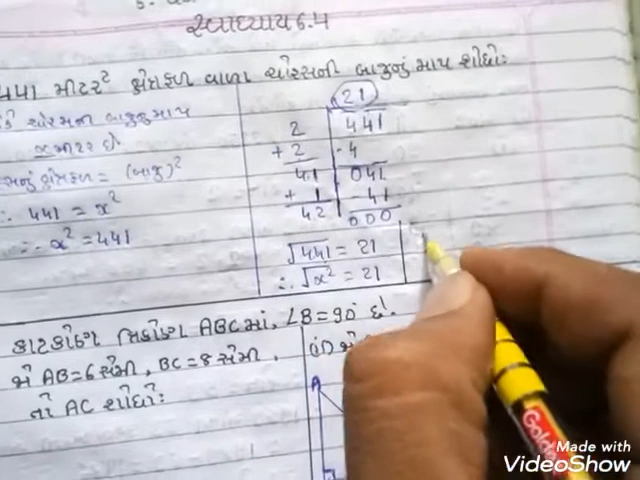 સ્વાધ્યાય 6.4
441 મીટર² ક્ષેત્રફળ વાળા ચોરસની બાજુનું માપ શોધો:
ચોરસની બાજુનું માપ
x મીટર છે
ક્ષેત્રફળ = (બાજુ)²
∴ 441 = x²
∴ x² = 441
21
2 441
+ 2 - 4
41 041
+ 1 - 41
42 000
√441 = 21
∴ √x² = 21
કાટકોણ ત્રિકોણ ABC માં, ∠B = 90° છે.
જો AB = 6 સેમી, BC = 8 સેમી,
તો AC શોધો:
(i) જો
A
Golde
Made with
VideoShow